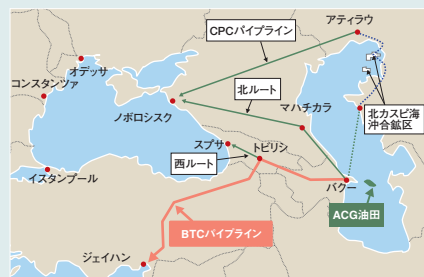 アティラウ
CPCパイプライン
オデッサ
コンスタンツァ
北カスピ海
沖合鉱区
北ルート
マハチカラ
ノボロシスク
スプサ
トビリシ
西ルート
イスタンブール
バクー
ACG油田
BTCパイプライン
ジェイハン